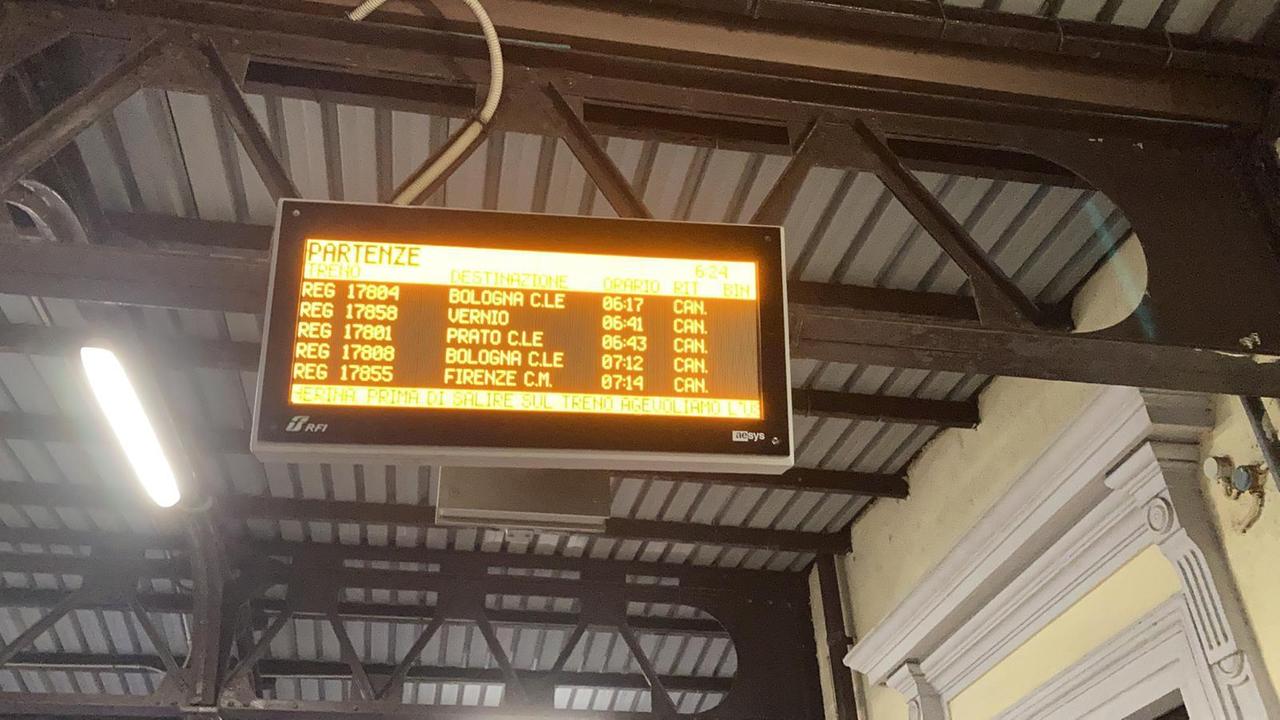 PARTENZE 6:24
TRENO DESTINAZIONE ORARIO RIT BIN
REG 17804 BOLOGNA C.LE 06:17 CAN.
REG 17858 VERNIO 06:41 CAN.
REG 17801 PRATO C.LE 06:43 CAN.
REG 17808 BOLOGNA C.LE 07:12 CAN.
REG 17855 FIRENZE C.M. 07:14 CAN.
HERINA PRIMA DI SALIRE SUL TRENO AGEVOLIAMO L'US
RFI
aesys